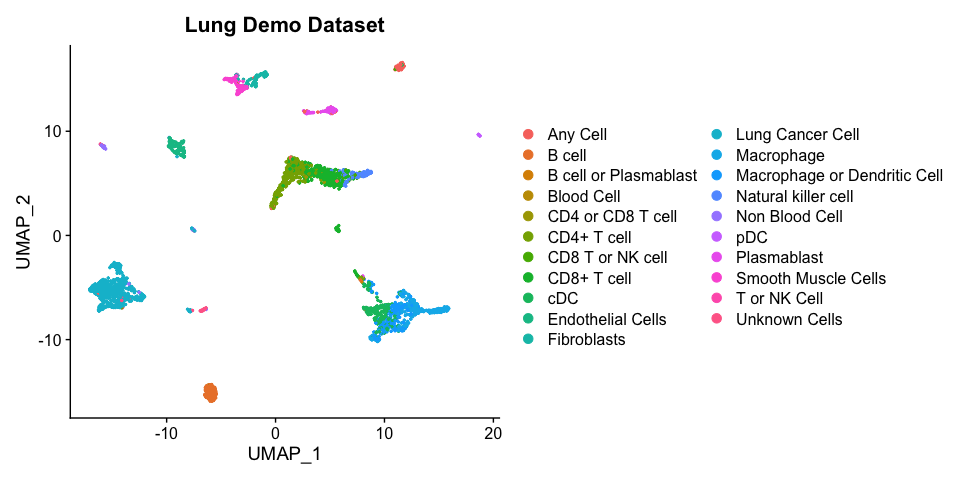 Lung Demo Dataset
UMAP_2
10
0
-10
-10
0
10
20
UMAP_1
Any Cell
B cell
B cell or Plasmablast
Blood Cell
CD4 or CD8 T cell
CD4+ T cell
CD8 T or NK cell
CD8+ T cell
cDC
Endothelial Cells
Fibroblasts
Lung Cancer Cell
Macrophage
Macrophage or Dendritic Cell
Natural killer cell
Non Blood Cell
pDC
Plasmablast
Smooth Muscle Cells
T or NK Cell
Unknown Cells